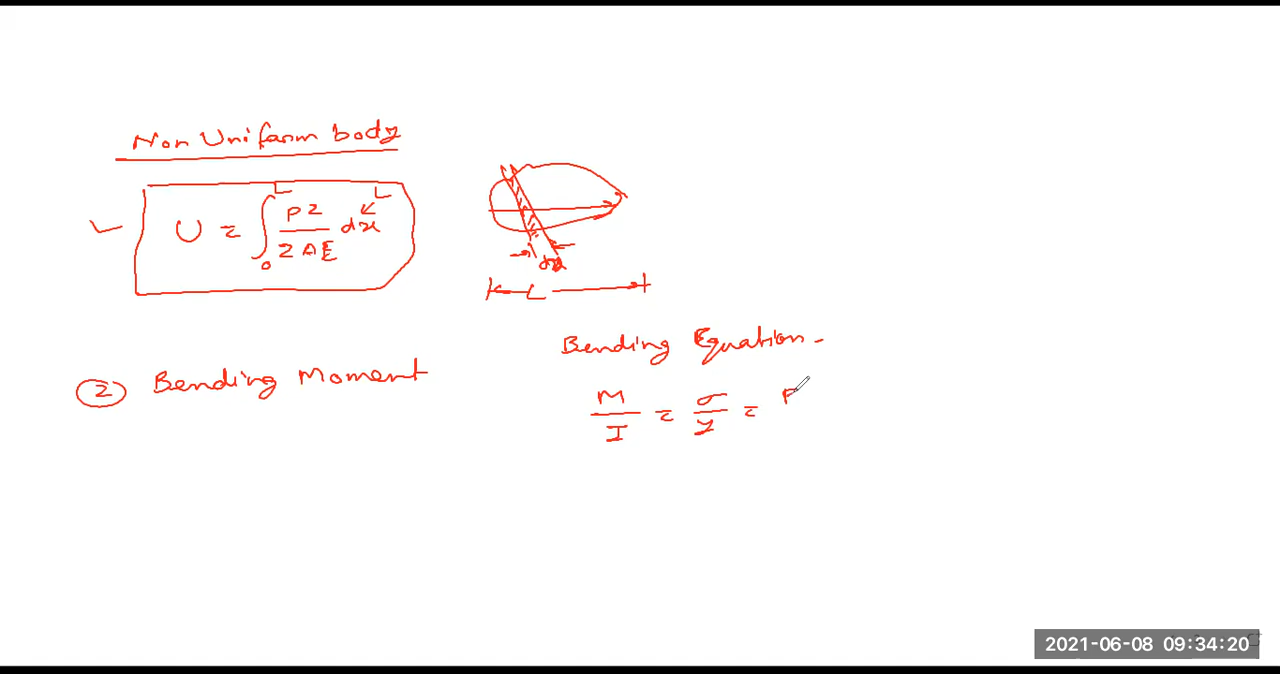 Non Uniform body
U = ∫₀ᴸ P2 / 2AE dx
L
dx
L
Bending Equation -
② Bending Moment
M / I = σ / y =
2021-06-08 09:34:20